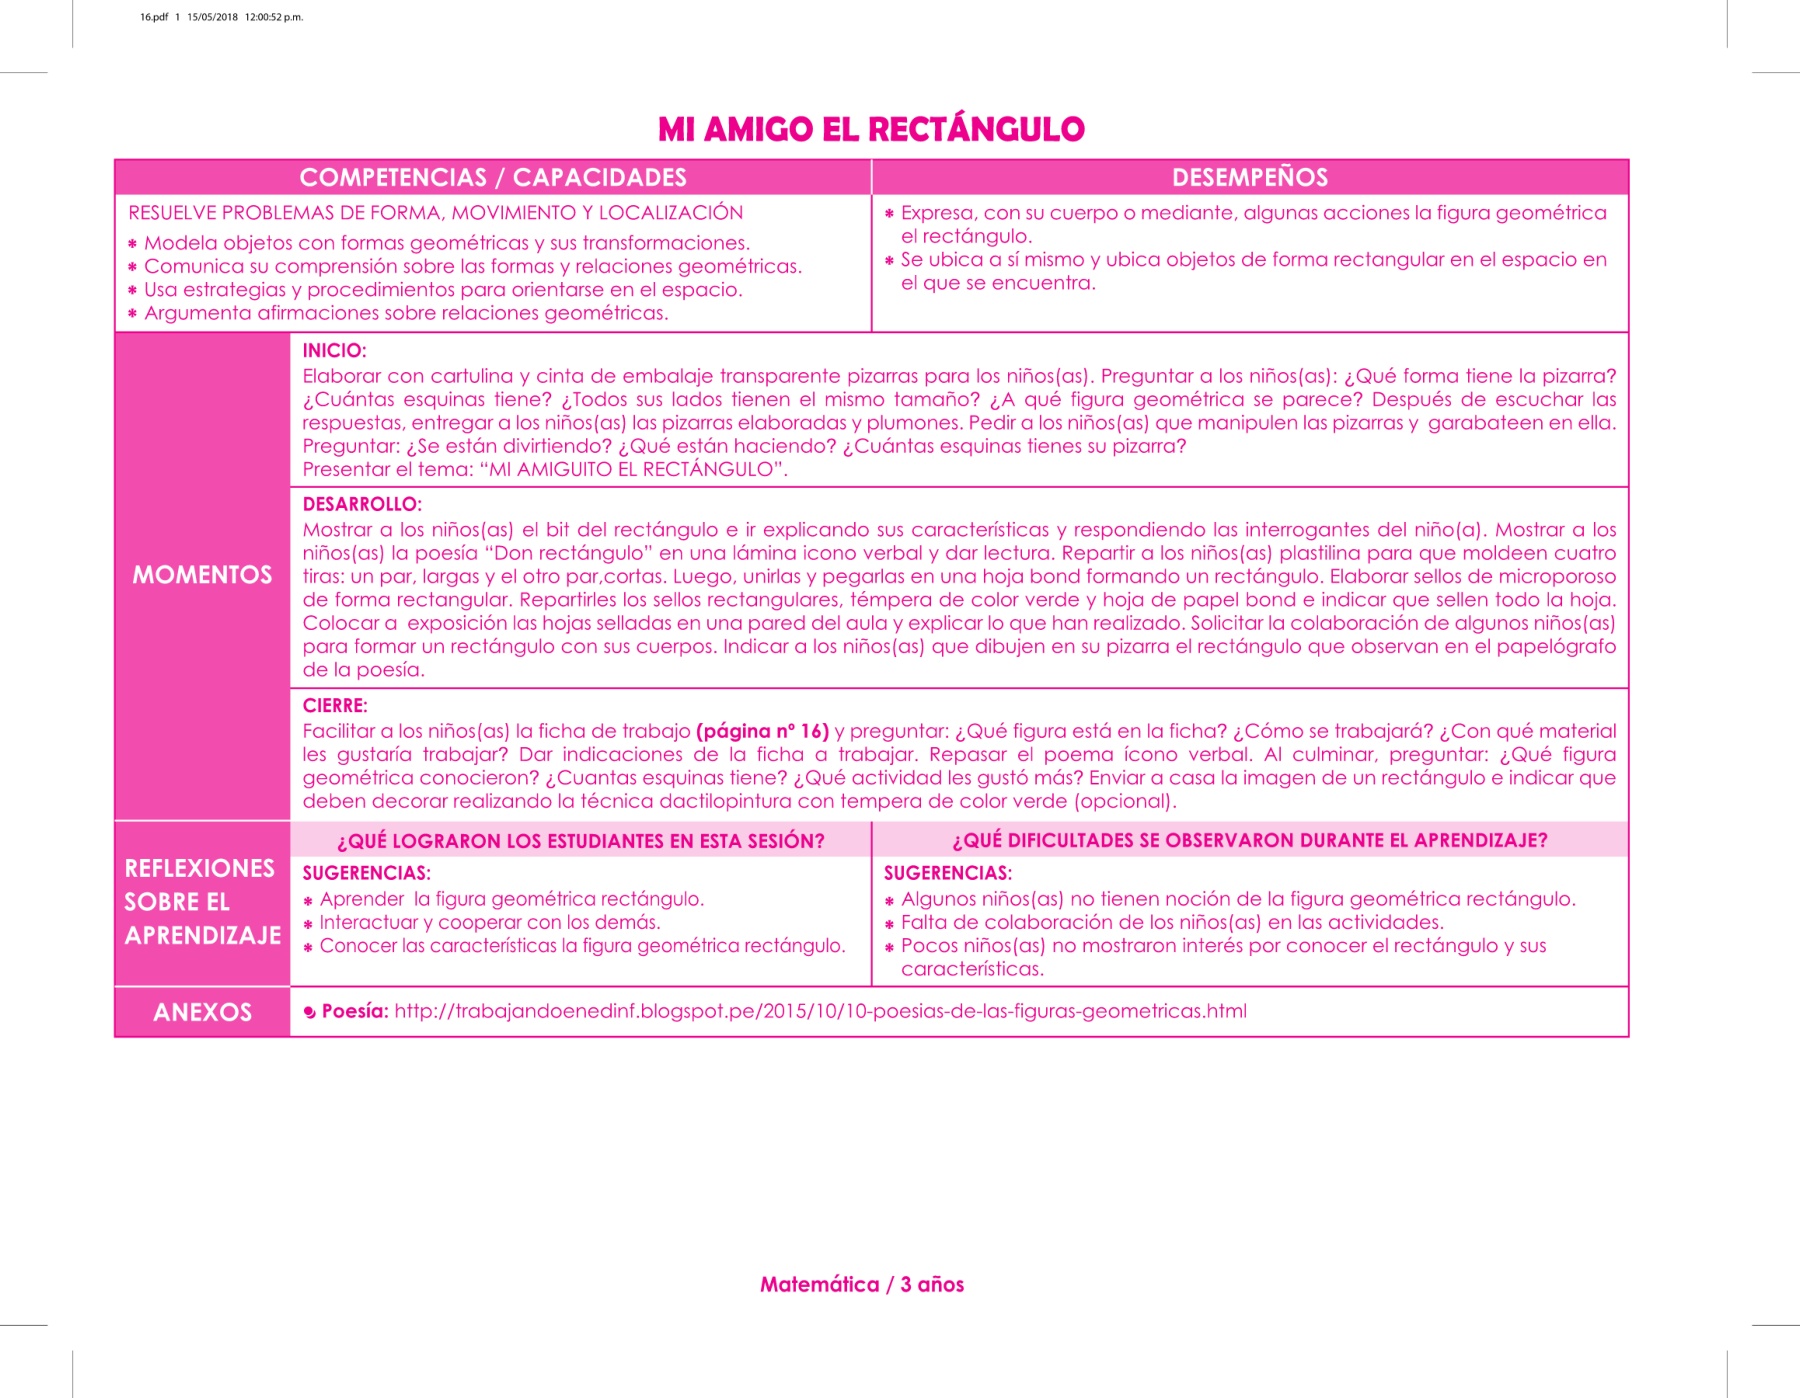 16.pdf 1 15/05/2018 12:00:52 p.m.
MI AMIGO EL RECTÁNGULO
COMPETENCIAS / CAPACIDADES
DESEMPEÑOS
RESUELVE PROBLEMAS DE FORMA, MOVIMIENTO Y LOCALIZACIÓN
* Modela objetos con formas geométricas y sus transformaciones.
* Comunica su comprensión sobre las formas y relaciones geométricas.
* Usa estrategias y procedimientos para orientarse en el espacio.
* Argumenta afirmaciones sobre relaciones geométricas.
* Expresa, con su cuerpo o mediante, algunas acciones la figura geométrica
el rectángulo.
* Se ubica a sí mismo y ubica objetos de forma rectangular en el espacio en
el que se encuentra.
MOMENTOS
INICIO:
Elaborar con cartulina y cinta de embalaje transparente pizarras para los niños(as). Preguntar a los niños(as): ¿Qué forma tiene la pizarra?
¿Cuántas esquinas tiene? ¿Todos sus lados tienen el mismo tamaño? ¿A qué figura geométrica se parece? Después de escuchar las
respuestas, entregar a los niños(as) las pizarras elaboradas y plumones. Pedir a los niños(as) que manipulen las pizarras y garabateen en ella.
Preguntar: ¿Se están divirtiendo? ¿Qué están haciendo? ¿Cuántas esquinas tienes su pizarra?
Presentar el tema: “MI AMIGUITO EL RECTÁNGULO”.
DESARROLLO:
Mostrar a los niños(as) el bit del rectángulo e ir explicando sus características y respondiendo las interrogantes del niño(a). Mostrar a los
niños(as) la poesía “Don rectángulo” en una lámina icono verbal y dar lectura. Repartir a los niños(as) plastilina para que moldeen cuatro
tiras: un par, largas y el otro par,cortas. Luego, unirlas y pegarlas en una hoja bond formando un rectángulo. Elaborar sellos de microporoso
de forma rectangular. Repartirles los sellos rectangulares, témpera de color verde y hoja de papel bond e indicar que sellen todo la hoja.
Colocar a exposición las hojas selladas en una pared del aula y explicar lo que han realizado. Solicitar la colaboración de algunos niños(as)
para formar un rectángulo con sus cuerpos. Indicar a los niños(as) que dibujen en su pizarra el rectángulo que observan en el papelógrafo
de la poesía.
CIERRE:
Facilitar a los niños(as) la ficha de trabajo (página nº 16) y preguntar: ¿Qué figura está en la ficha? ¿Cómo se trabajará? ¿Con qué material
les gustaría trabajar? Dar indicaciones de la ficha a trabajar. Repasar el poema ícono verbal. Al culminar, preguntar: ¿Qué figura
geométrica conocieron? ¿Cuantas esquinas tiene? ¿Qué actividad les gustó más? Enviar a casa la imagen de un rectángulo e indicar que
deben decorar realizando la técnica dactilopintura con tempera de color verde (opcional).
REFLEXIONES
SOBRE EL
APRENDIZAJE
¿QUÉ LOGRARON LOS ESTUDIANTES EN ESTA SESIÓN?
SUGERENCIAS:
* Aprender la figura geométrica rectángulo.
* Interactuar y cooperar con los demás.
* Conocer las características la figura geométrica rectángulo.
¿QUÉ DIFICULTADES SE OBSERVARON DURANTE EL APRENDIZAJE?
SUGERENCIAS:
* Algunos niños(as) no tienen noción de la figura geométrica rectángulo.
* Falta de colaboración de los niños(as) en las actividades.
* Pocos niños(as) no mostraron interés por conocer el rectángulo y sus
características.
ANEXOS
Poesía: http://trabajandoenedinf.blogspot.pe/2015/10/10-poesias-de-las-figuras-geometricas.html
Matemática / 3 años